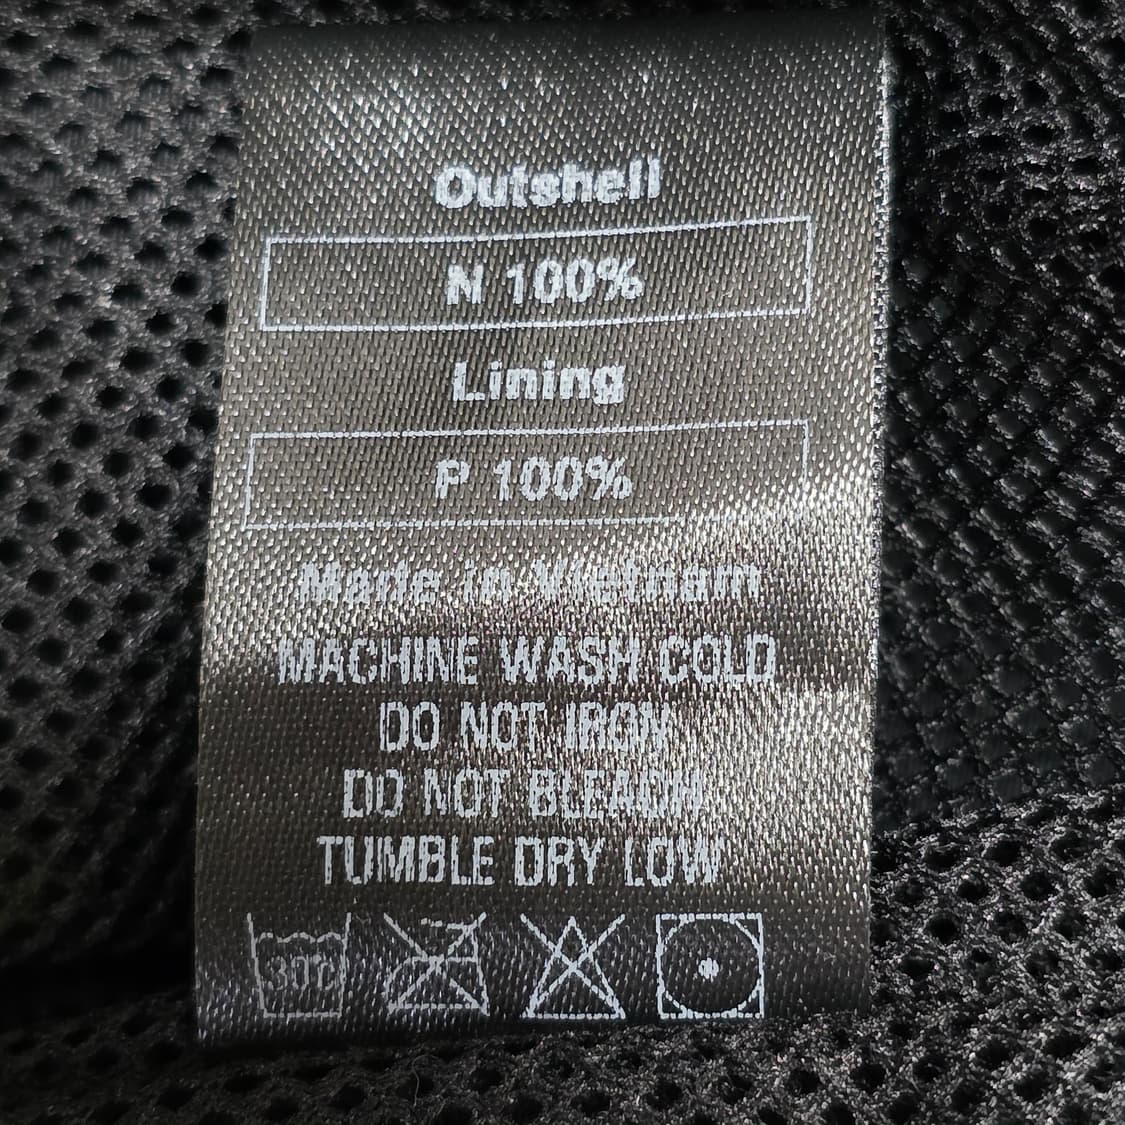 Outshell
N 100%
Lining
P 100%
Made in Vietnam
MACHINE WASH COLD
DO NOT IRON
DO NOT BLEACH
TUMBLE DRY LOW
30℃